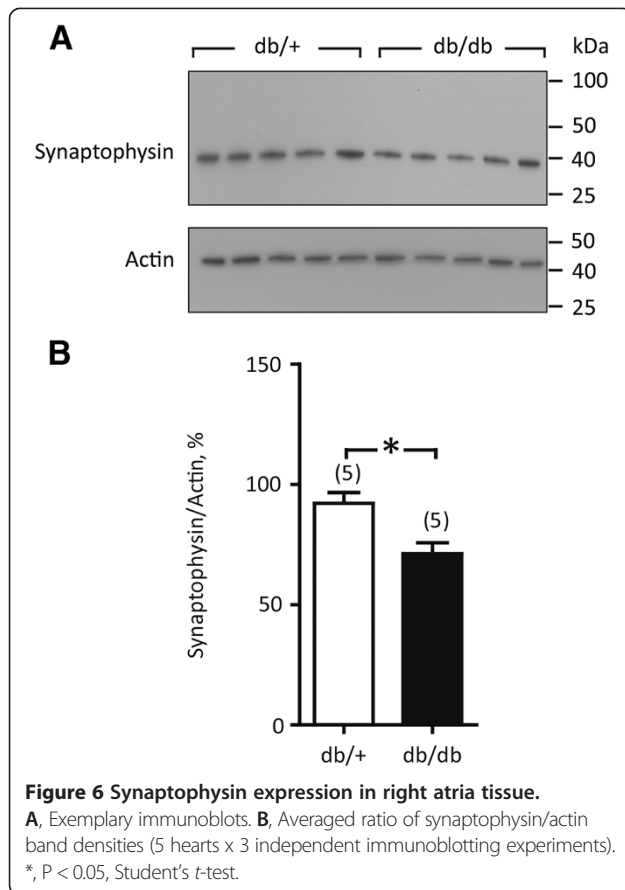 A
db/+ db/db kDa
100
50
Synaptophysin
40
25
50
Actin
40
25
B
150
Synaptophysin/Actin, %
*
(5)
100
(5)
50
0
db/+ db/db
Figure 6 Synaptophysin expression in right atria tissue.
A, Exemplary immunoblots. B, Averaged ratio of synaptophysin/actin
band densities (5 hearts x 3 independent immunoblotting experiments).
*, P < 0.05, Student's t-test.